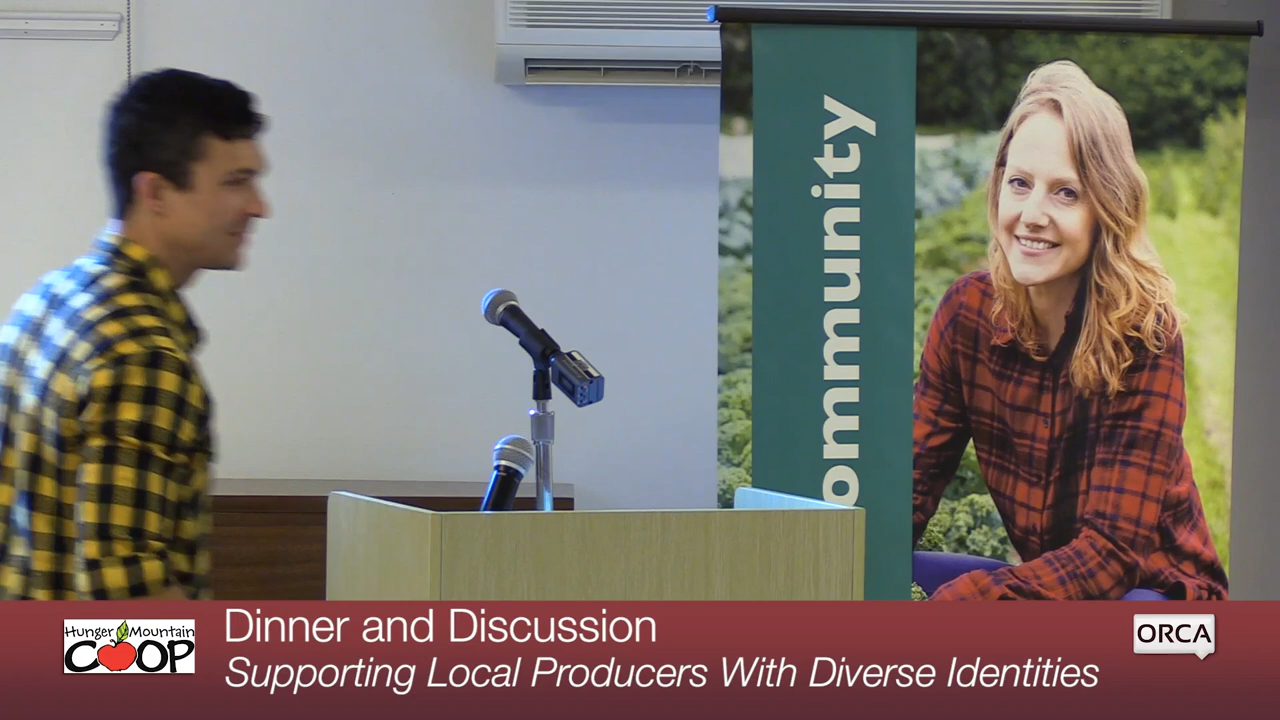 ommunity
Hunger Mountain
COOP
Dinner and Discussion
Supporting Local Producers With Diverse Identities
ORCA